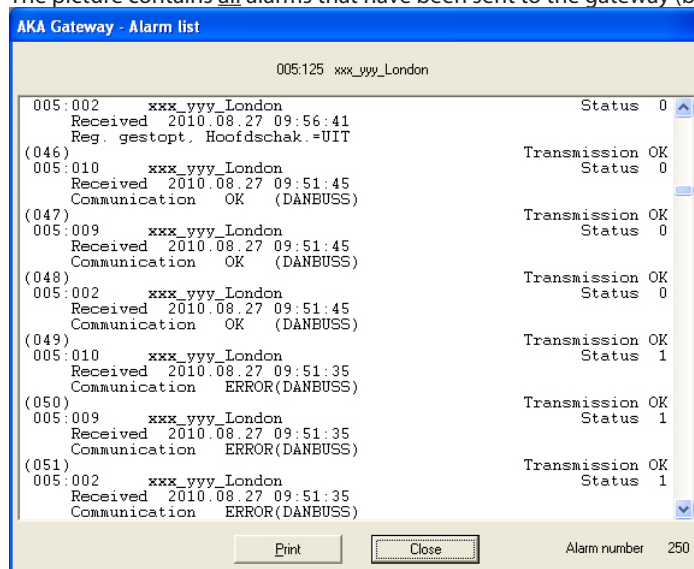 The picture contains all alarms that have been sent to the gateway (b
AKA Gateway - Alarm list
005:125 xxx_yyy_London
005:002 xxx_yyy_London Status 0
Received 2010.08.27 09:56:41
Reg. gestopt, Hoofdschak.=UIT
(046) Transmission OK
005:010 xxx_yyy_London Status 0
Received 2010.08.27 09:51:45
Communication OK (DANBUSS)
(047) Transmission OK
005:009 xxx_yyy_London Status 0
Received 2010.08.27 09:51:45
Communication OK (DANBUSS)
(048) Transmission OK
005:002 xxx_yyy_London Status 0
Received 2010.08.27 09:51:45
Communication OK (DANBUSS)
(049) Transmission OK
005:010 xxx_yyy_London Status 1
Received 2010.08.27 09:51:35
Communication ERROR(DANBUSS)
(050) Transmission OK
005:009 xxx_yyy_London Status 1
Received 2010.08.27 09:51:35
Communication ERROR(DANBUSS)
(051) Transmission OK
005:002 xxx_yyy_London Status 1
Received 2010.08.27 09:51:35
Communication ERROR(DANBUSS)
Print Close Alarm number 250